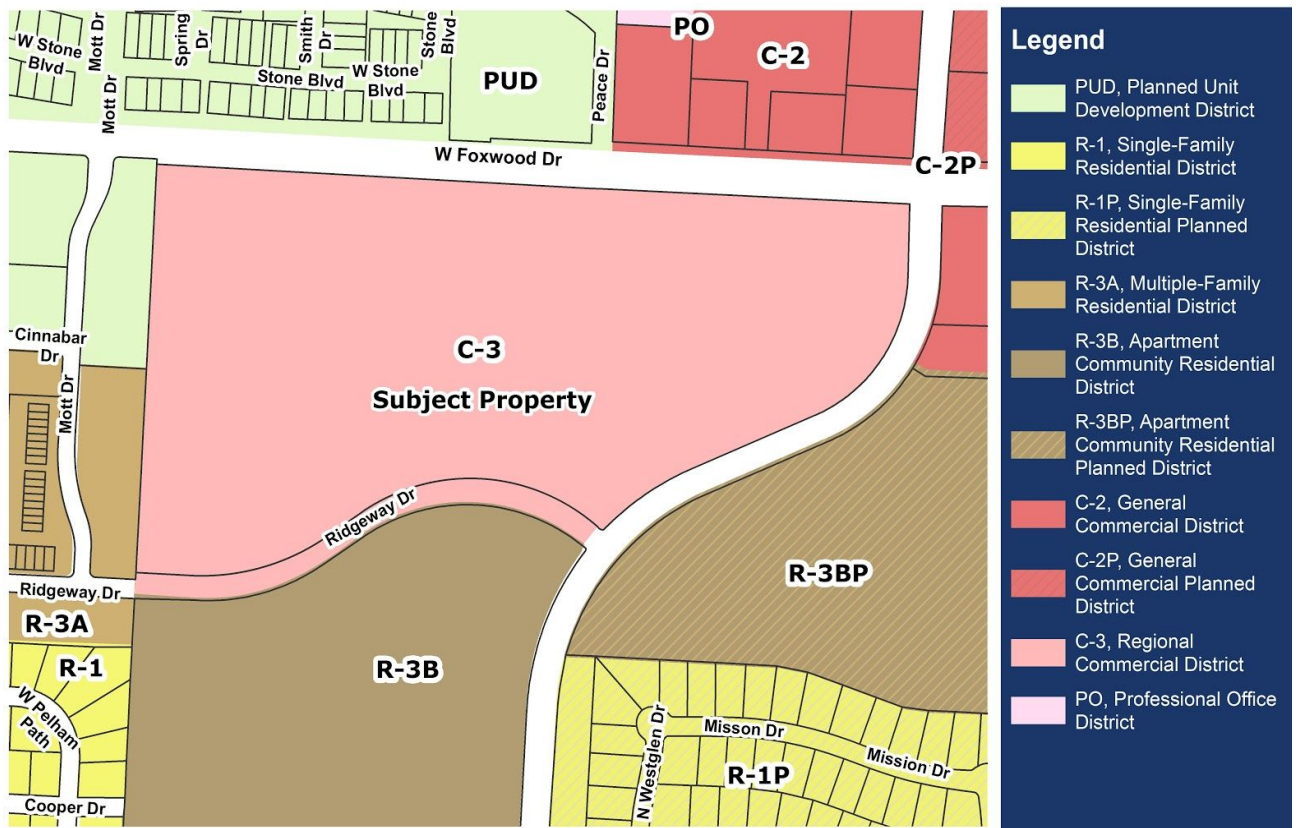 Mott Dr
Spring
Dr
Smith
Dr
Stone
Blvd
W Stone
Blvd
Stone Blvd
W Stone
Blvd
Mott Dr
PUD
Peace Dr
PO
C-2
W Foxwood Dr
C-2P
Cinnabar
Dr
Mott Dr
C-3
Subject Property
Ridgeway Dr
Ridgeway Dr
R-3A
R-1
W Pelham
Path
Cooper Dr
R-3B
R-3BP
N Westglen Dr
Misson Dr
Mission Dr
R-1P
Legend
PUD, Planned Unit
Development District
R-1, Single-Family
Residential District
R-1P, Single-Family
Residential Planned
District
R-3A, Multiple-Family
Residential District
R-3B, Apartment
Community Residential
District
R-3BP, Apartment
Community Residential
Planned District
C-2, General
Commercial District
C-2P, General
Commercial Planned
District
C-3, Regional
Commercial District
PO, Professional Office
District